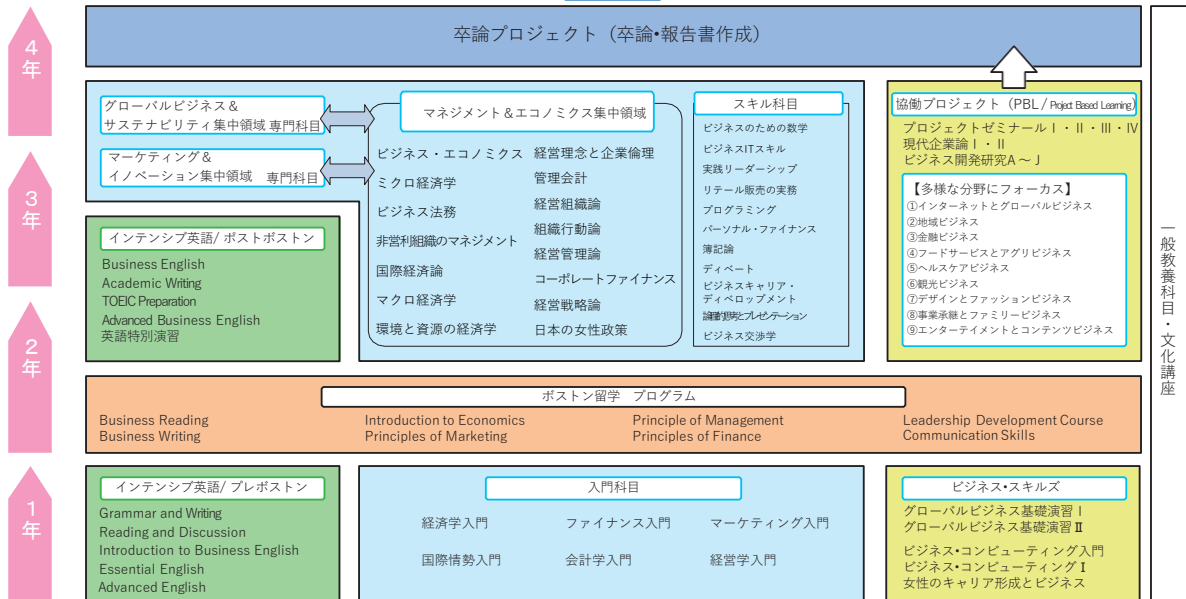 4年
卒論プロジェクト（卒論•報告書作成）
グローバルビジネス＆
サステナビリティ集中領域 専門科目
マーケティング＆
イノベーション集中領域 専門科目
マネジメント＆エコノミクス集中領域
ビジネス・エコノミクス
ミクロ経済学
ビジネス法務
非営利組織のマネジメント
国際経済論
マクロ経済学
環境と資源の経済学
経営理念と企業倫理
管理会計
経営組織論
組織行動論
経営管理論
コーポレートファイナンス
経営戦略論
日本の女性政策
スキル科目
ビジネスのための数学
ビジネスITスキル
実践リーダーシップ
リテール販売の実務
プログラミング
パーソナル・ファイナンス
簿記論
ディベート
ビジネスキャリア・
ディベロップメント
論理的思考とプレゼンテーション
ビジネス交渉学
協働プロジェクト（PBL / Project Based Learning）
プロジェクトゼミナールⅠ・Ⅱ・Ⅲ・Ⅳ
現代企業論Ⅰ・Ⅱ
ビジネス開発研究A～J
【多様な分野にフォーカス】
①インターネットとグローバルビジネス
②地域ビジネス
③金融ビジネス
④フードサービスとアグリビジネス
⑤ヘルスケアビジネス
⑥観光ビジネス
⑦デザインとファッションビジネス
⑧事業承継とファミリービジネス
⑨エンターテイメントとコンテンツビジネス
一般教養科目・文化講座
3年
インテンシブ英語/ ポストボストン
Business English
Academic Writing
TOEIC Preparation
Advanced Business English
英語特別演習
2年
ボストン留学　プログラム
Business Reading
Business Writing
Introduction to Economics
Principles of Marketing
Principle of Management
Principles of Finance
Leadership Development Course
Communication Skills
1年
インテンシブ英語/ プレボストン
Grammar and Writing
Reading and Discussion
Introduction to Business English
Essential English
Advanced English
入門科目
経済学入門
ファイナンス入門
マーケティング入門
国際情勢入門
会計学入門
経営学入門
ビジネス•スキルズ
グローバルビジネス基礎演習Ⅰ
グローバルビジネス基礎演習Ⅱ
ビジネス•コンピューティング入門
ビジネス•コンピューティングⅠ
女性のキャリア形成とビジネス